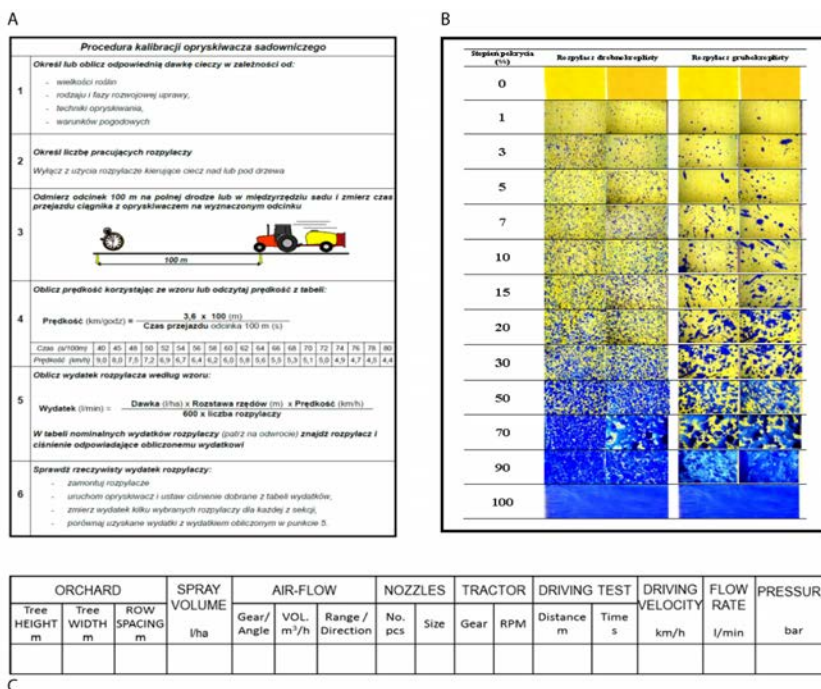 A
Procedura kalibracji opryskiwacza sadowniczego
1
Określ lub oblicz odpowiednią dawkę cieczy w zależności od:
- wielkości roślin
- rodzaju i fazy rozwojowej uprawy,
- techniki opryskiwania,
- warunków pogodowych
2
Określ liczbę pracujących rozpylaczy
Wyłącz z użycia rozpylacze kierujące ciecz nad lub pod drzewa
3
Odmierz odcinek 100 m na polnej drodze lub w międzyrzędziu sadu i zmierz czas
przejazdu ciągnika z opryskiwaczem na wyznaczonym odcinku
100 m
4
Oblicz prędkość korzystając ze wzoru lub odczytaj prędkość z tabeli:
Prędkość (km/godz) = 3,6 x 100 (m)
Czas przejazdu odcinka 100 m (s)
Czas (s/100m) 40 45 48 50 52 54 56 58 60 62 64 66 68 70 72 74 76 78 80
Prędkość (km/h) 9,0 8,0 7,5 7,2 6,9 6,7 6,4 6,2 6,0 5,8 5,6 5,5 5,3 5,1 5,0 4,9 4,7 4,5 4,4
5
Oblicz wydatek rozpylacza według wzoru:
Wydatek (l/min) = Dawka (l/ha) x Rozstawa rzędów (m) x Prędkość (km/h)
600 x liczba rozpylaczy
W tabeli nominalnych wydatków rozpylaczy (patrz na odwrocie) znajdź rozpylacz i
ciśnienie odpowiadające obliczonemu wydatkowi
6
Sprawdź rzeczywisty wydatek rozpylaczy:
- zamontuj rozpylacze
- uruchom opryskiwacz i ustaw ciśnienie dobrane z tabeli wydatków,
- zmierz wydatek kilku wybranych rozpylaczy dla każdej z sekcji,
- porównaj uzyskane wydatki z wydatkiem obliczonym w punkcie 5.
B
Stopień pokrycia (%) Rozpylacz drobnokroplisty Rozpylacz grubokroplisty
0
1
3
5
7
10
15
20
30
50
70
90
100
ORCHARD SPRAY VOLUME AIR-FLOW NOZZLES TRACTOR DRIVING TEST DRIVING VELOCITY FLOW RATE PRESSUR
Tree HEIGHT m Tree WIDTH m ROW SPACING m l/ha Gear/ Angle VOL. m³/h Range / Direction No. pcs Size Gear RPM Distance m Time s km/h l/min bar
C